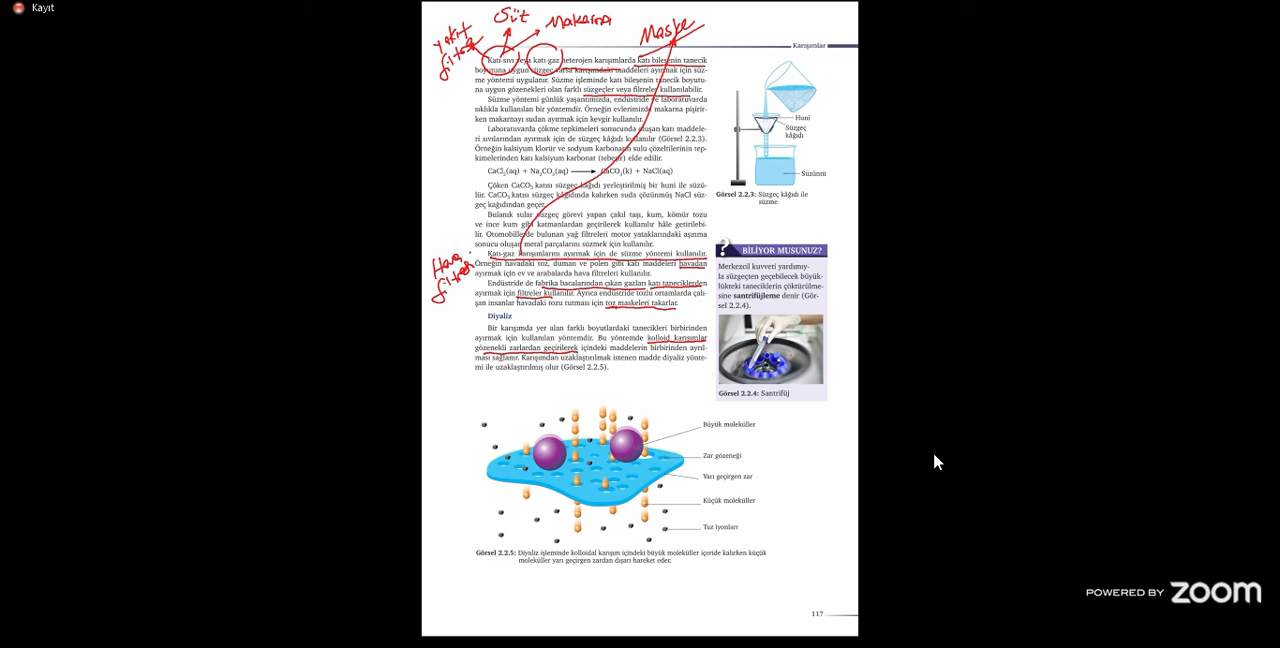 Kayıt
Süt
Makarna
yakıt
filtresi
Maske
Karışımlar
Katı-sıvı veya katı-gaz heterojen karışımlarda katı bileşenin tanecik
boyutuna uygun süzgeç varsa karışımdaki maddeleri ayırmak için süz-
me yöntemi uygulanır. Süzme işleminde katı bileşenin tanecik boyutu-
na uygun gözenekleri olan farklı süzgeçler veya filtreler kullanılabilir.
Süzme yöntemi günlük yaşantımızda, endüstride ve laboratuvarda
sıklıkla kullanılan bir yöntemdir. Örneğin evlerimizde makarna pişirir-
ken makarnayı sudan ayırmak için kevgir kullanılır.
Laboratuvarda çökme tepkimeleri sonucunda oluşan katı maddele-
ri sıvılarından ayırmak için de süzgeç kâğıdı kullanılır (Görsel 2.2.3).
Örneğin kalsiyum klorür ve sodyum karbonatın sulu çözeltilerinin tep-
kimelerinden katı kalsiyum karbonat (tebeşir) elde edilir.
CaCl₂(aq) + Na₂CO₃(aq) ⟶ CaCO₃(k) + NaCl(aq)
Çöken CaCO₃ katısı süzgeç kâğıdı yerleştirilmiş bir huni ile süzü-
lür. CaCO₃ katısı süzgeç kâğıdında kalırken suda çözünmüş NaCl süz-
geç kağıdından geçer.
Bulanık sular süzgeç görevi yapan çakıl taşı, kum, kömür tozu
ve ince kum gibi katmanlardan geçirilerek kullanılır hâle getirilebi-
lir. Otomobillerde bulunan yağ filtreleri motor yataklarındaki aşınma
sonucu oluşan metal parçalarını süzmek için kullanılır.
Katı-gaz karışımlarını ayırmak için de süzme yöntemi kullanılır.
Örneğin havadaki toz, duman ve polen gibi katı maddeleri havadan
ayırmak için ev ve arabalarda hava filtreleri kullanılır.
Endüstride de fabrika bacalarından çıkan gazları katı taneciklerden
ayırmak için filtreler kullanılır. Ayrıca endüstride tozlu ortamlarda çalı-
şan insanlar havadaki tozu turması için toz maskeleri takarlar.
Hava
filtresi
Diyaliz
Bir karışımda yer alan farklı boyutlardaki tanecikleri birbirinden
ayırmak için kullanılan yöntemdir. Bu yöntemde kolloid karışımlar
gözenekli zarlardan geçirilerek içindeki maddelerin birbirinden ayrıl-
ması sağlanır. Karışımdan uzaklaştırılmak istenen madde diyaliz yönte-
mi ile uzaklaştırılmış olur (Görsel 2.2.5).
Huni
Süzgeç
kâğıdı
Süzüntü
Görsel 2.2.3: Süzgeç kâğıdı ile
süzme
? BİLİYOR MUSUNUZ?
Merkezcil kuvveti yardımıy-
la süzgeçten geçebilecek büyük-
lükteki taneciklerin çöktürülme-
sine santrifüjleme denir (Gör-
sel 2.2.4).
Görsel 2.2.4: Santrifüj
Büyük moleküller
Zar gözeneği
Yarı geçirgen zar
Küçük moleküller
Tuz iyonları
Görsel 2.2.5: Diyaliz işleminde kolloidal karışım içindeki büyük moleküller içeride kalırken küçük
moleküller yarı geçirgen zardan dışarı hareket eder.
117
POWERED BY zoom